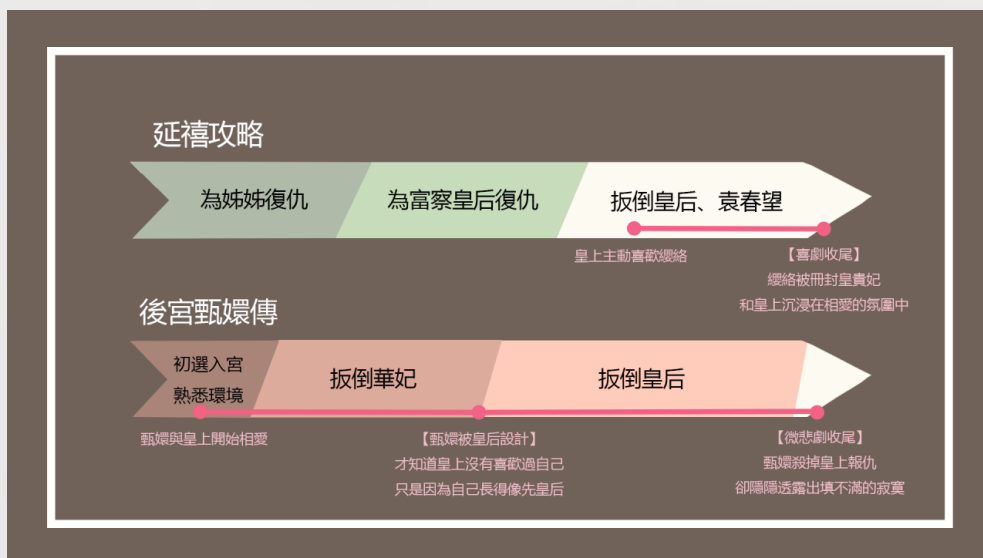 延禧攻略
為姊姊復仇
為富察皇后復仇
扳倒皇后、袁春望
皇上主動喜歡纓絡
【喜劇收尾】
纓絡被冊封皇貴妃
和皇上沉浸在相愛的氛圍中
後宮甄嬛傳
初選入宮
熟悉環境
扳倒華妃
扳倒皇后
甄嬛與皇上開始相愛
【甄嬛被皇后設計】
才知道皇上沒有喜歡過自己
只是因為自己長得像先皇后
【微悲劇收尾】
甄嬛殺掉皇上報仇
卻隱隱透露出填不滿的寂寞